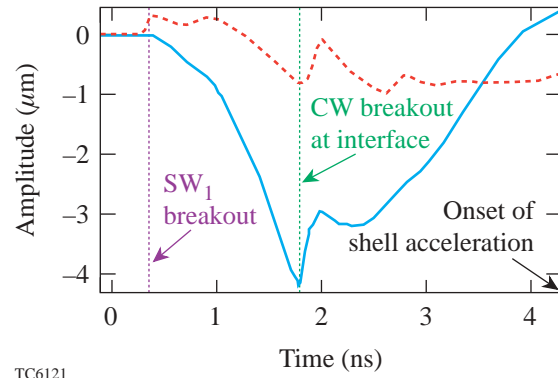 Amplitude (μm)
0
−1
−2
−3
−4
SW1
breakout
CW breakout
at interface
Onset of
shell acceleration
0
1
2
3
4
Time (ns)
TC6121